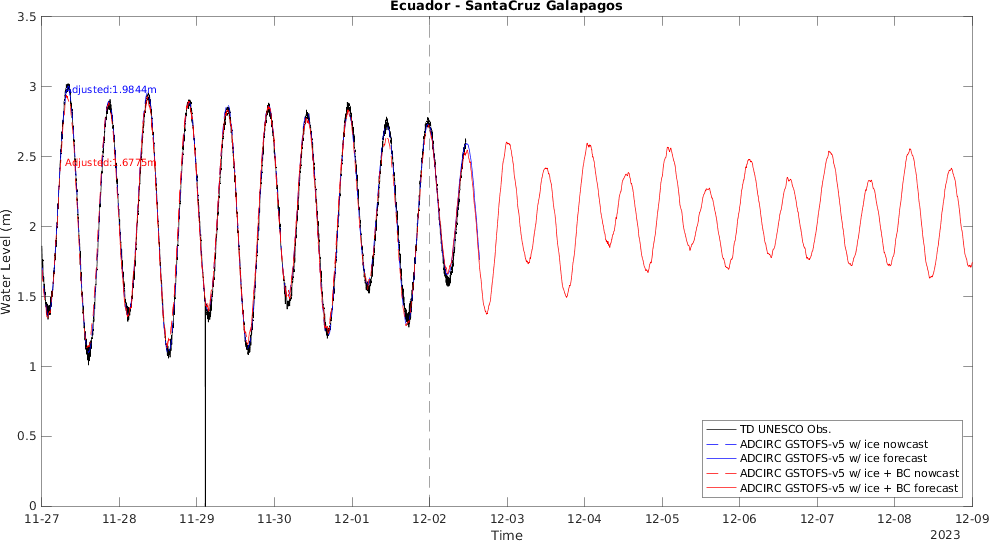 Ecuador - SantaCruz Galapagos
Water Level (m)
3.5
3
2.5
2
1.5
1
0.5
0
Adjusted:1.9844m
Adjusted:1.6775m
TD UNESCO Obs.
ADCIRC GSTOFS-v5 w/ ice nowcast
ADCIRC GSTOFS-v5 w/ ice forecast
ADCIRC GSTOFS-v5 w/ ice + BC nowcast
ADCIRC GSTOFS-v5 w/ ice + BC forecast
11-27 11-28 11-29 11-30 12-01 12-02 12-03 12-04 12-05 12-06 12-07 12-08 12-09
Time
2023